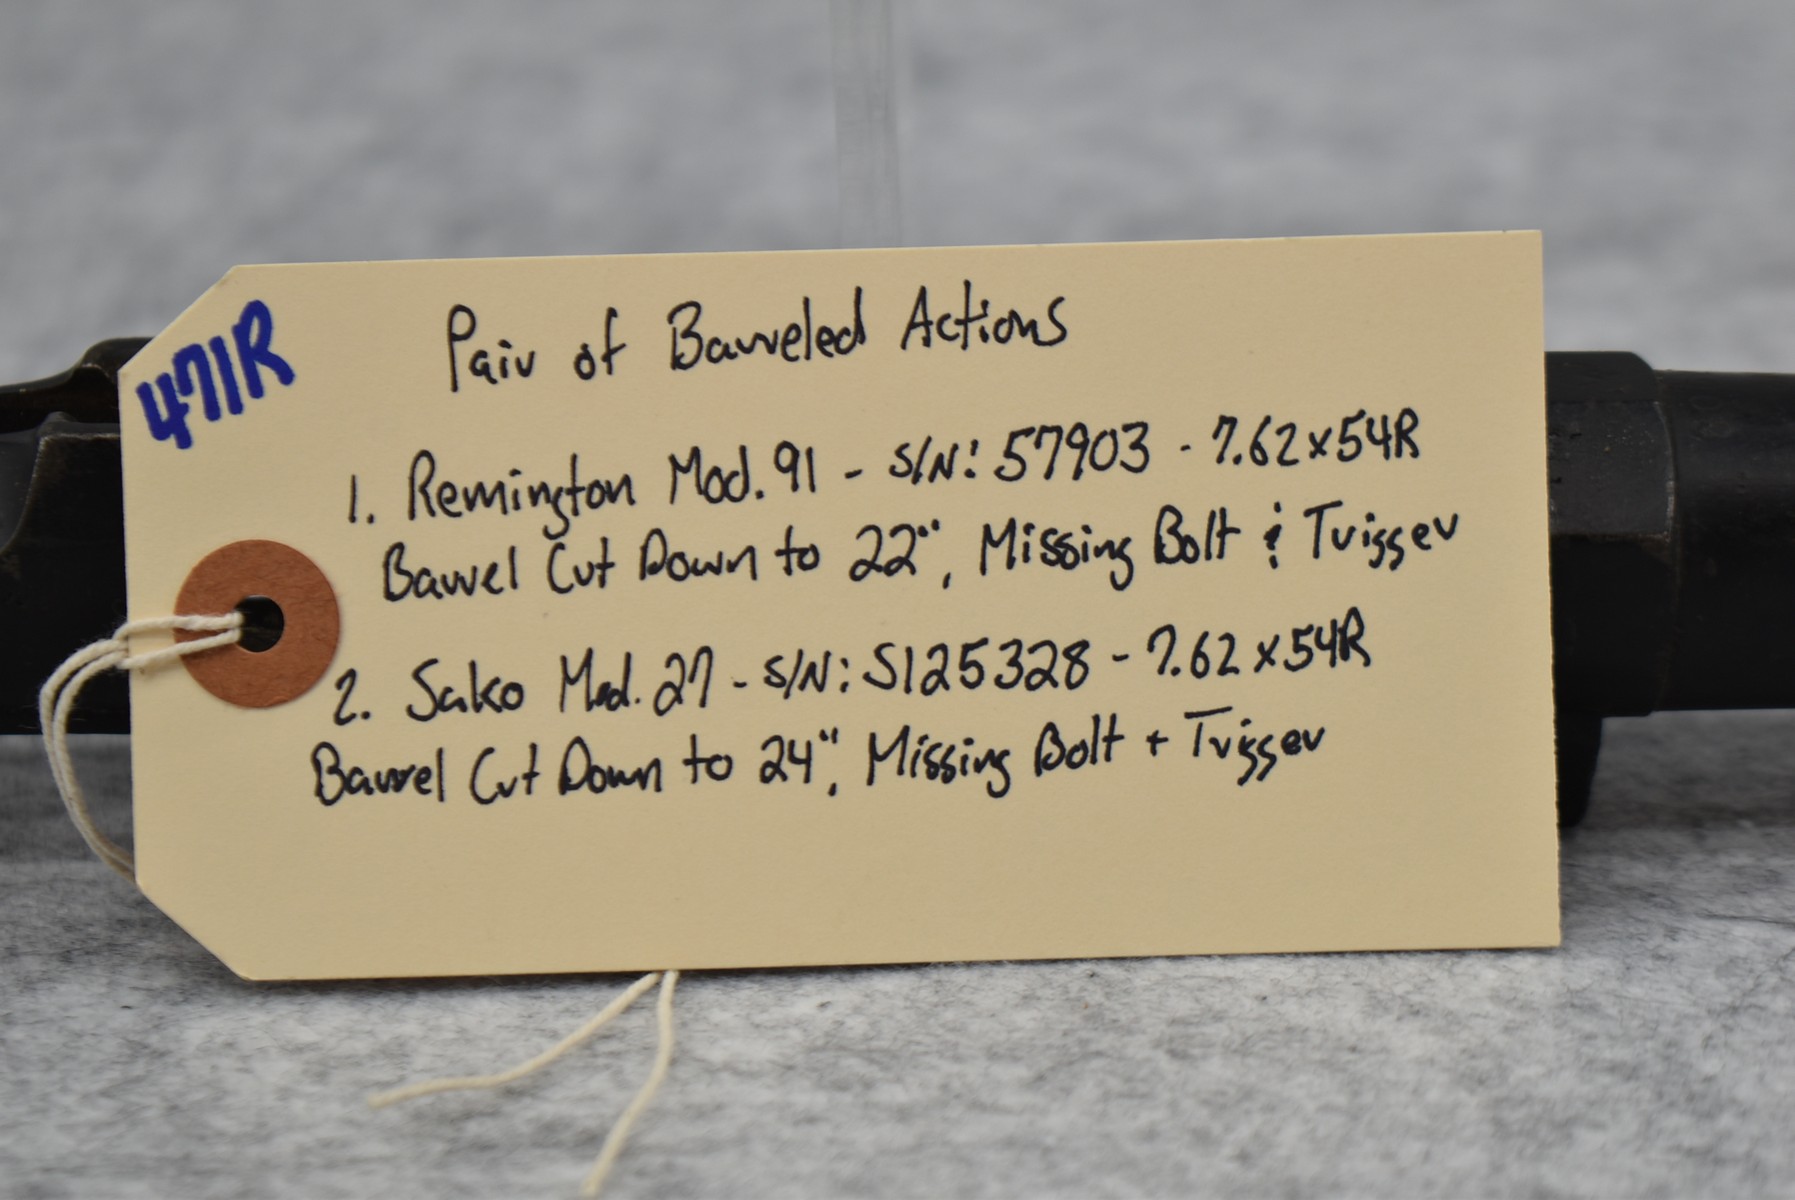 471R
Pair of Barreled Actions
1. Remington Mod. 91 - S/N: 57903 - 7.62x54R
Barrel Cut Down to 22", Missing Bolt & Trigger
2. Sako Mod. 27 - S/N: S125328 - 7.62x54R
Barrel Cut Down to 24", Missing Bolt + Trigger